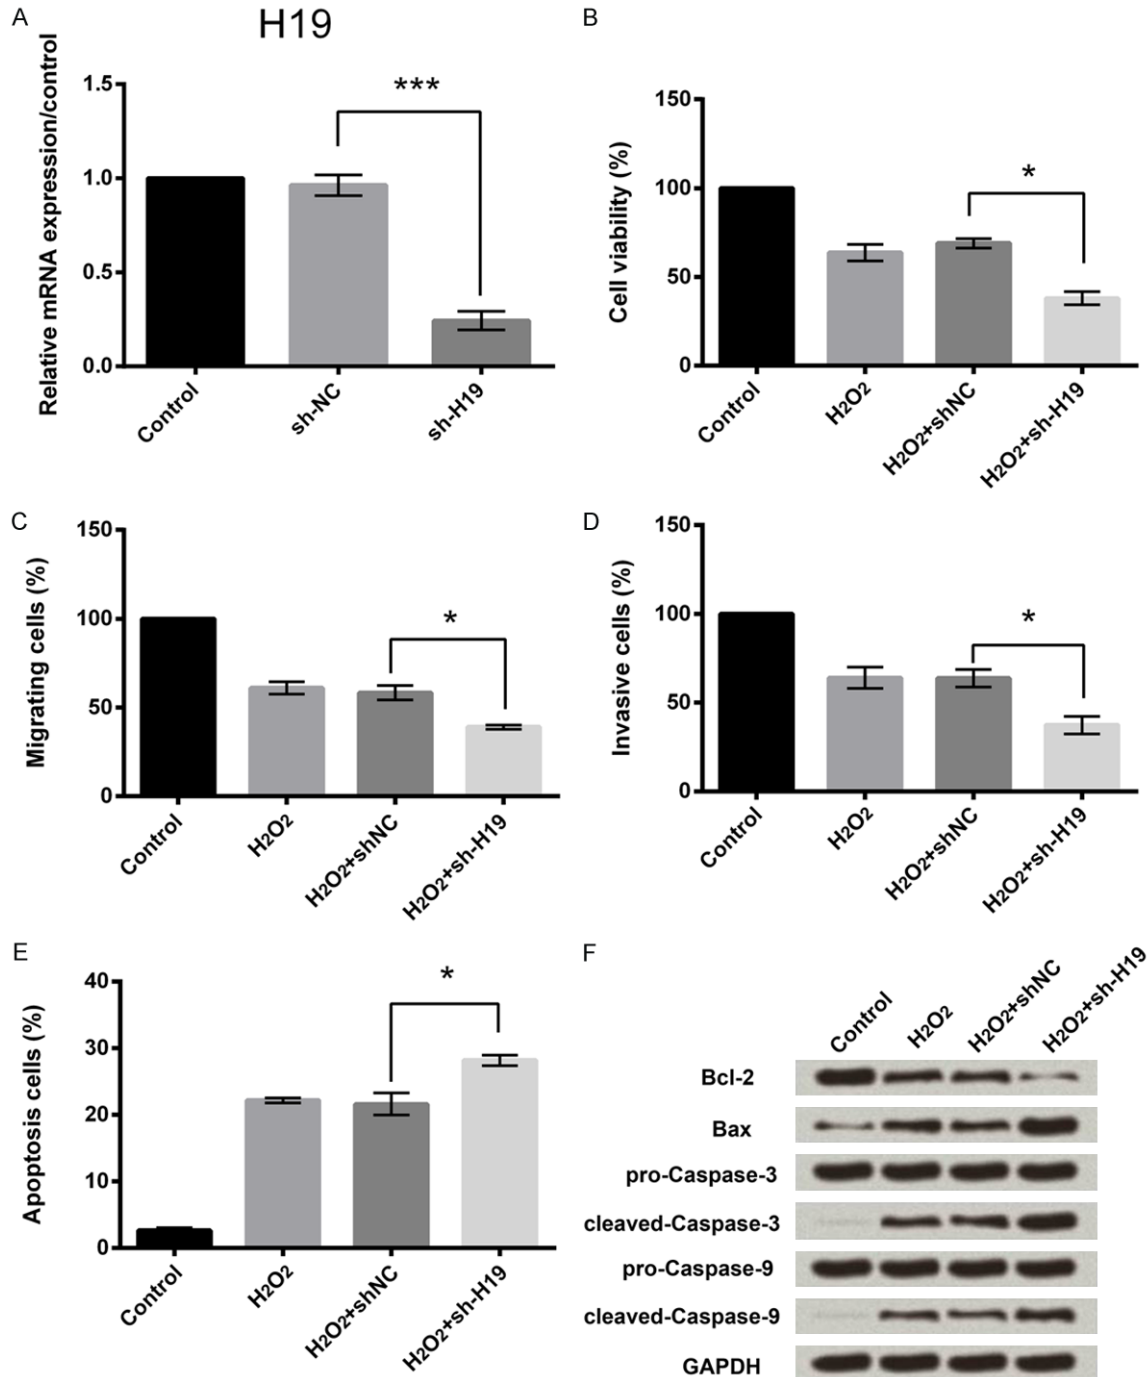 A
H19
Relative mRNA expression/control
1.5
1.0
0.5
0.0
***
Control
sh-NC
sh-H19
B
Cell viability (%)
150
100
50
0
*
Control
H2O2
H2O2+shNC
H2O2+sh-H19
C
Migrating cells (%)
150
100
50
0
*
Control
H2O2
H2O2+shNC
H2O2+sh-H19
D
Invasive cells (%)
150
100
50
0
*
Control
H2O2
H2O2+shNC
H2O2+sh-H19
E
Apoptosis cells (%)
40
30
20
10
0
*
Control
H2O2
H2O2+shNC
H2O2+sh-H19
F
Control
H2O2
H2O2+shNC
H2O2+sh-H19
Bcl-2
Bax
pro-Caspase-3
cleaved-Caspase-3
pro-Caspase-9
cleaved-Caspase-9
GAPDH